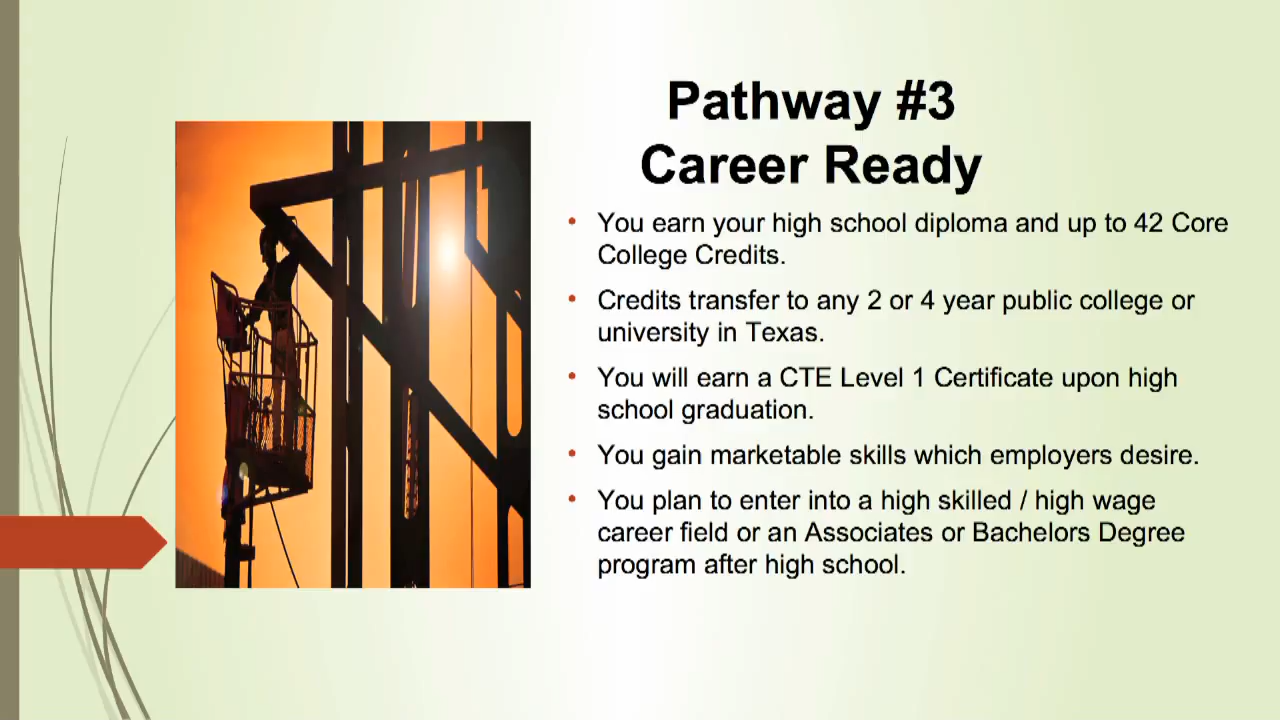 Pathway #3
Career Ready
• You earn your high school diploma and up to 42 Core
College Credits.
• Credits transfer to any 2 or 4 year public college or
university in Texas.
• You will earn a CTE Level 1 Certificate upon high
school graduation.
• You gain marketable skills which employers desire.
• You plan to enter into a high skilled / high wage
career field or an Associates or Bachelors Degree
program after high school.